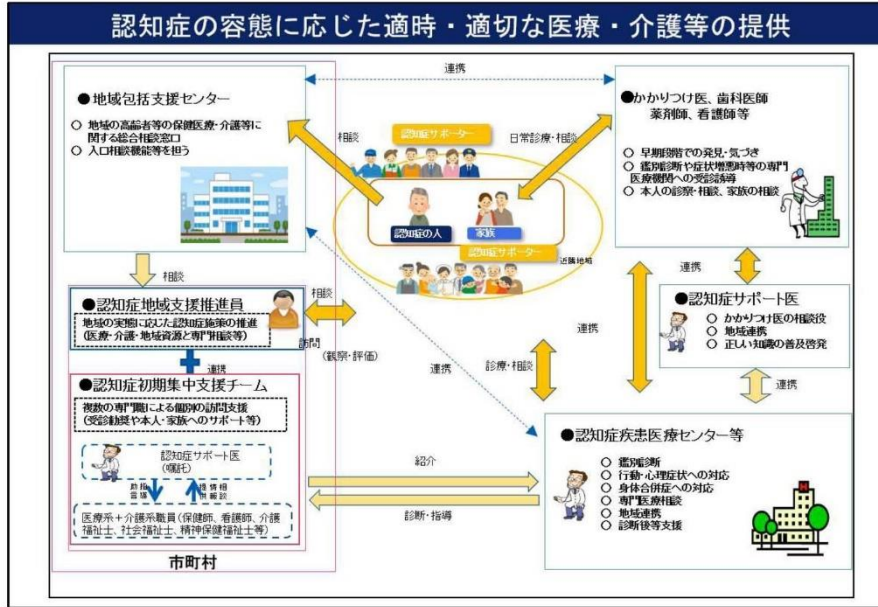 認知症の容態に応じた適時・適切な医療・介護等の提供
連携
●地域包括支援センター
○ 地域の高齢者等の保健医療・介護等に
関する総合相談窓口
○ 入口相談機能等を担う
相談
認知症サポーター
日常診療・相談
認知症の人
家族
認知症サポーター
近隣地域
●かかりつけ医、歯科医師
薬剤師、看護師等
○ 早期段階での発見・気づき
○ 鑑別診断や症状増悪時等の専門
医療機関への受診誘導
○ 本人の診察・相談、家族の相談
相談
連携
●認知症地域支援推進員
地域の実態に応じた認知症施策の推進
(医療・介護・地域資源と専門相談等)
相談
訪問
(観察・評価)
連携
連携
診療・相談
連携
●認知症サポート医
○ かかりつけ医の相談役
○ 地域連携
○ 正しい知識の普及啓発
連携
●認知症初期集中支援チーム
複数の専門職による個別の訪問支援
(受診勧奨や本人・家族へのサポート等)
認知症サポート医
(嘱託)
医療系+介護系職員(保健師、看護師、介護
福祉士、社会福祉士、精神保健福祉士等)
市町村
紹介
診断・指導
●認知症疾患医療センター等
○ 鑑別診断
○ 行動・心理症状への対応
○ 身体合併症への対応
○ 専門医療相談
○ 地域連携
○ 診断後等支援